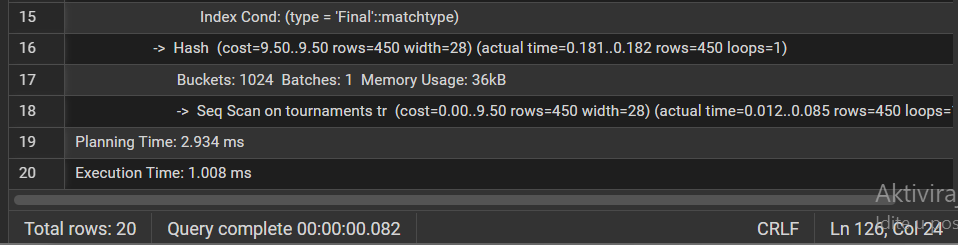 15 Index Cond: (type = 'Final'::matchtype)
16 -> Hash (cost=9.50..9.50 rows=450 width=28) (actual time=0.181..0.182 rows=450 loops=1)
17 Buckets: 1024 Batches: 1 Memory Usage: 36kB
18 -> Seq Scan on tournaments tr (cost=0.00..9.50 rows=450 width=28) (actual time=0.012..0.085 rows=450 loops=
19 Planning Time: 2.934 ms
20 Execution Time: 1.008 ms
Aktiviraj
Total rows: 20 Query complete 00:00:00.082 CRLF Ln 126, Col 24
Idite u pos